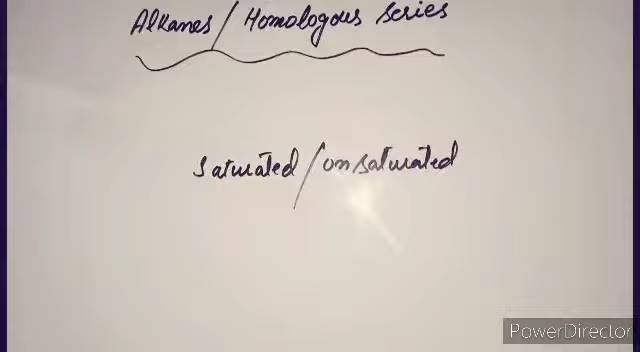 Alkanes / Homologous series
saturated / unsaturated
PowerDirector